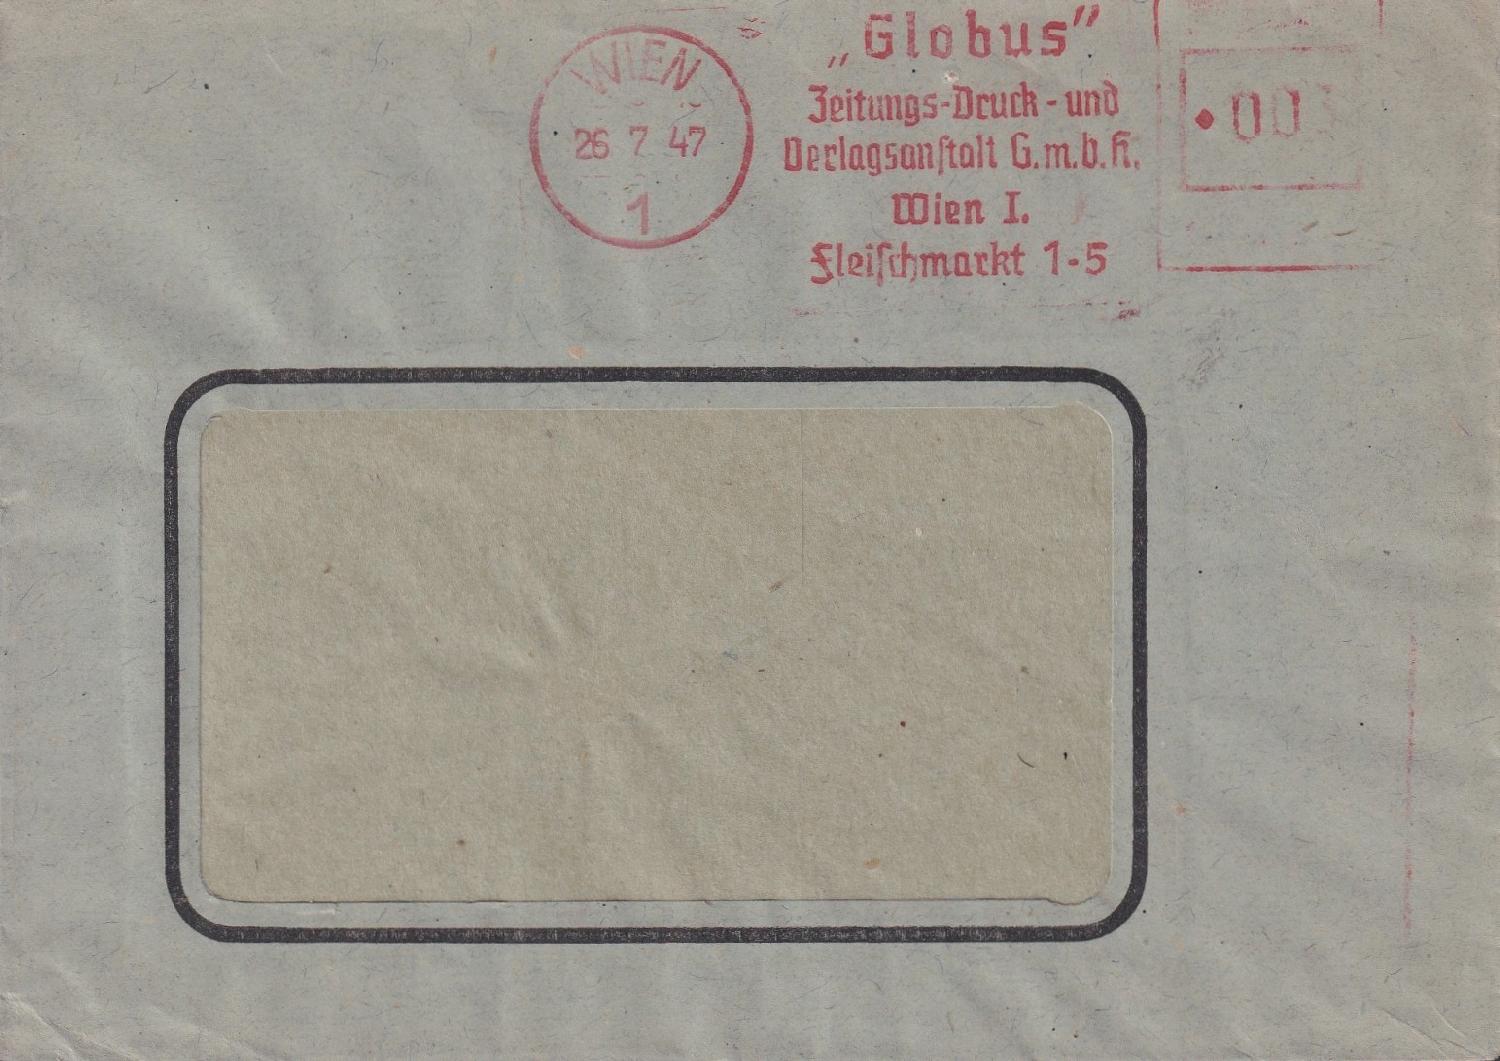 WIEN
26 7 47
1
„Globus”
Zeitungs-Druck- und
Verlagsanstalt G.m.b.H.
Wien I.
Fleischmarkt 1-5
• 00